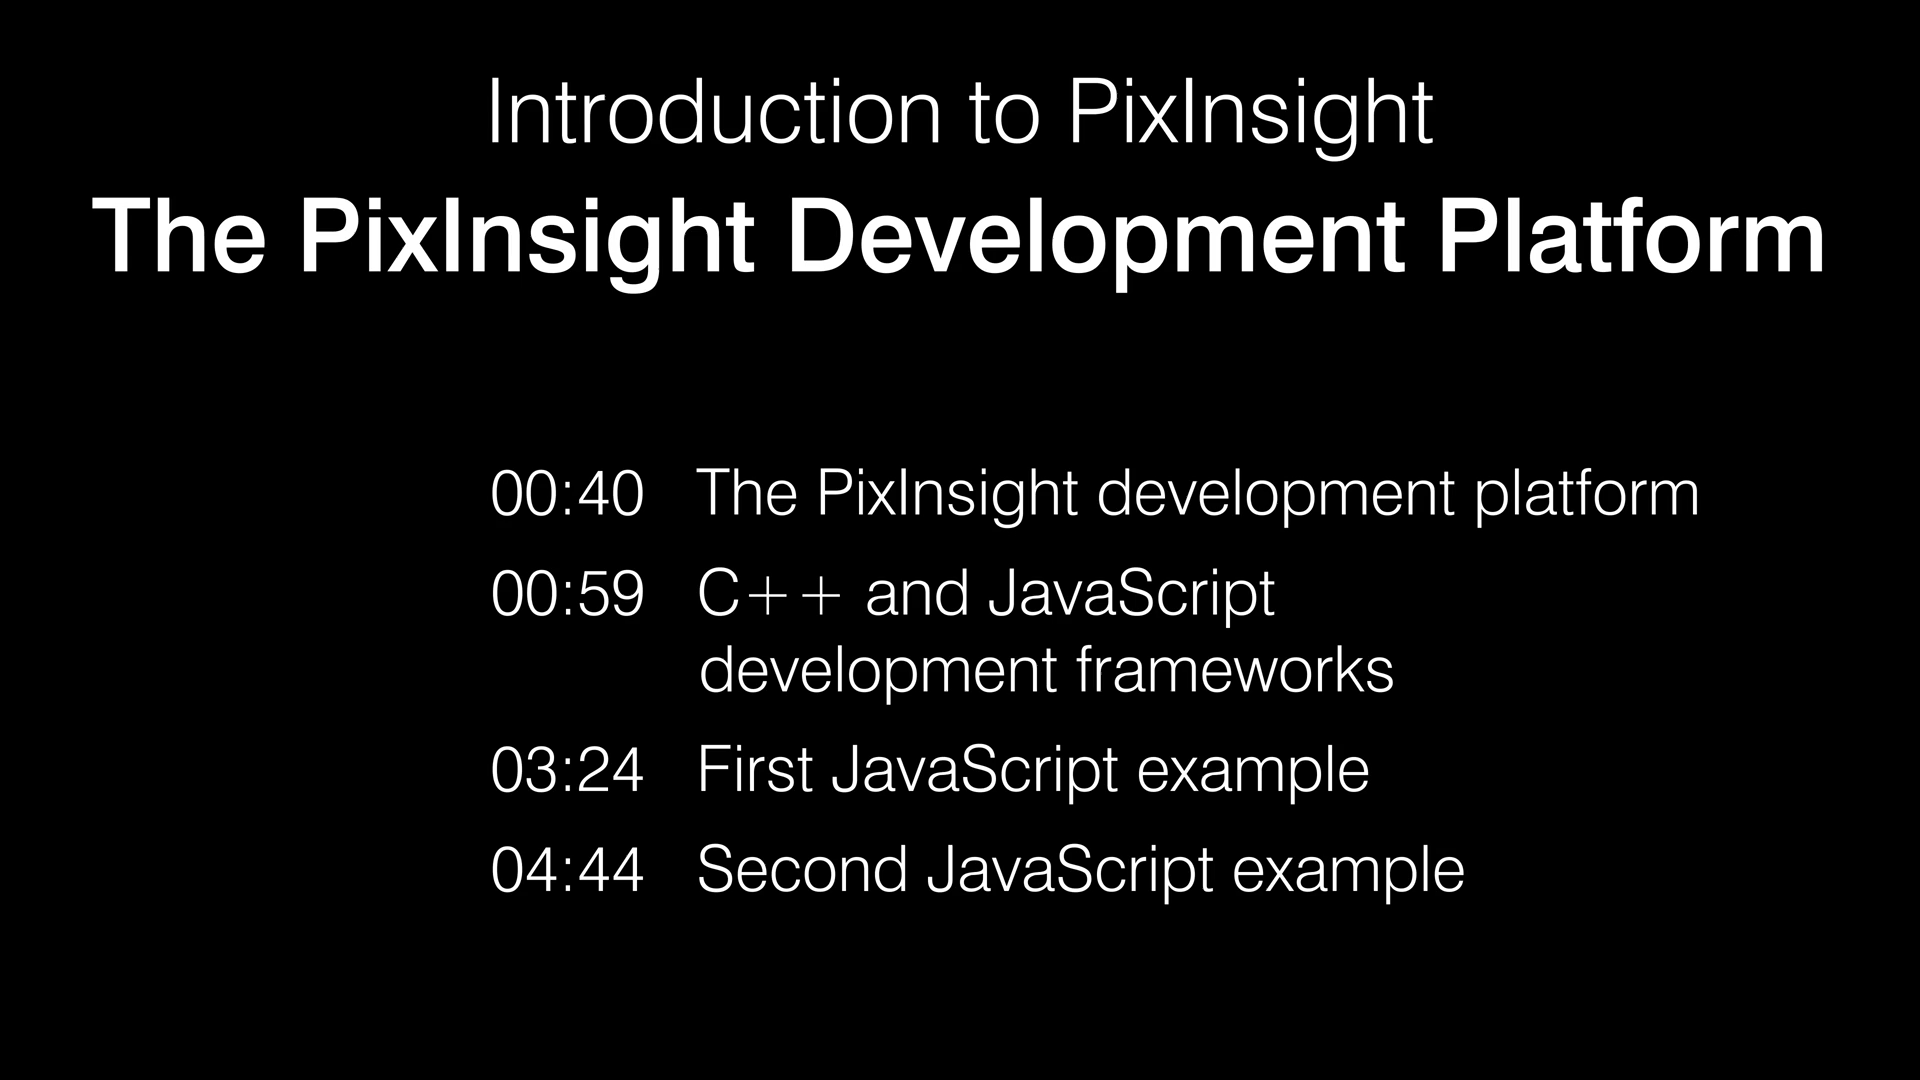 Introduction to PixInsight
The PixInsight Development Platform
00:40 The PixInsight development platform
00:59 C++ and JavaScript
development frameworks
03:24 First JavaScript example
04:44 Second JavaScript example